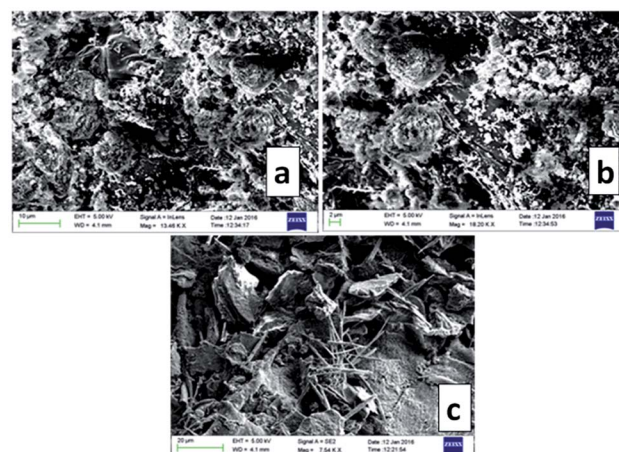 a
10 µm
EHT = 5.00 kV
WD = 4.1 mm
Signal A = InLens
Mag = 13.46 K X
Date :12 Jan 2016
Time :12:34:17
ZEISS
b
2 µm
EHT = 5.00 kV
WD = 4.1 mm
Signal A = InLens
Mag = 18.20 K X
Date :12 Jan 2016
Time :12:34:53
ZEISS
c
20 µm
EHT = 5.00 kV
WD = 4.1 mm
Signal A = SE2
Mag = 7.54 K X
Date :12 Jan 2016
Time :12:21:54
ZEISS